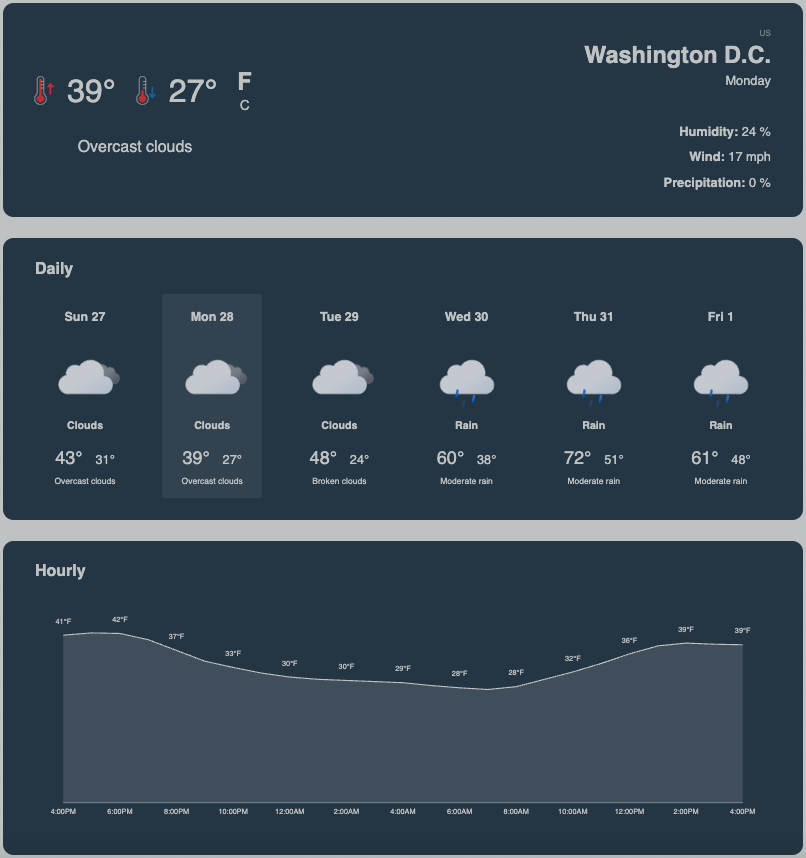 US
Washington D.C.
Monday
39° 27° F
C
Overcast clouds
Humidity: 24 %
Wind: 17 mph
Precipitation: 0 %
Daily
Sun 27 Mon 28 Tue 29 Wed 30 Thu 31 Fri 1
Clouds Clouds Clouds Rain Rain Rain
43° 31° 39° 27° 48° 24° 60° 38° 72° 51° 61° 48°
Overcast clouds Overcast clouds Broken clouds Moderate rain Moderate rain Moderate rain
Hourly
41°F 42°F 37°F 33°F 30°F 30°F 29°F 28°F 28°F 32°F 36°F 39°F 39°F
4:00PM 6:00PM 8:00PM 10:00PM 12:00AM 2:00AM 4:00AM 6:00AM 8:00AM 10:00AM 12:00PM 2:00PM 4:00PM